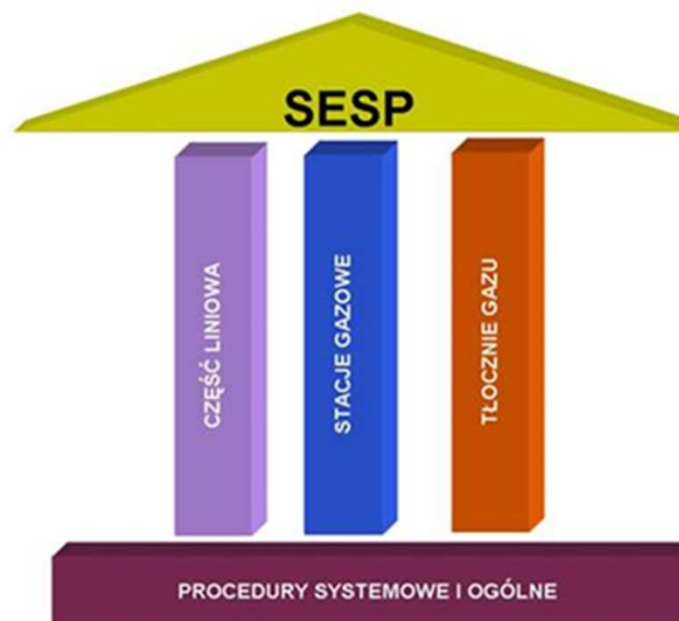 SESP
CZĘŚĆ LINIOWA
STACJE GAZOWE
TŁOCZNIE GAZU
PROCEDURY SYSTEMOWE I OGÓLNE